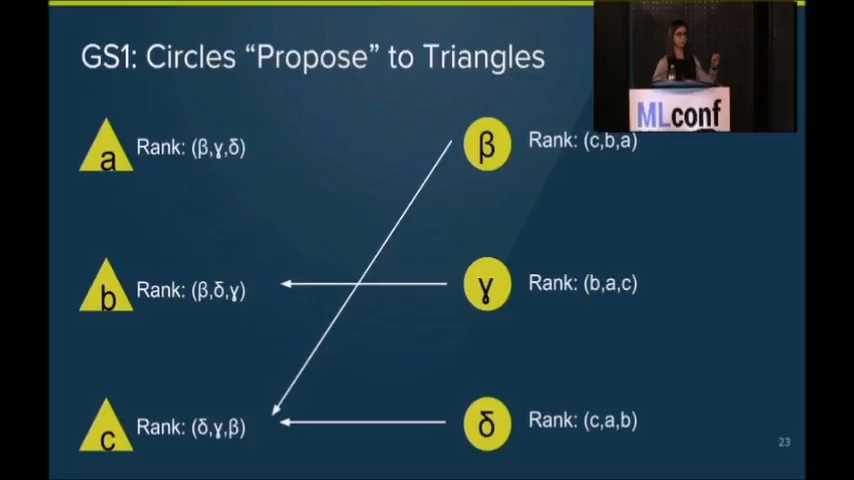 GS1: Circles “Propose” to Triangles
MLconf
a Rank: (β,ɣ,δ)
β Rank: (c,b,a)
b Rank: (β,δ,ɣ)
ɣ Rank: (b,a,c)
c Rank: (δ,ɣ,β)
δ Rank: (c,a,b)
23